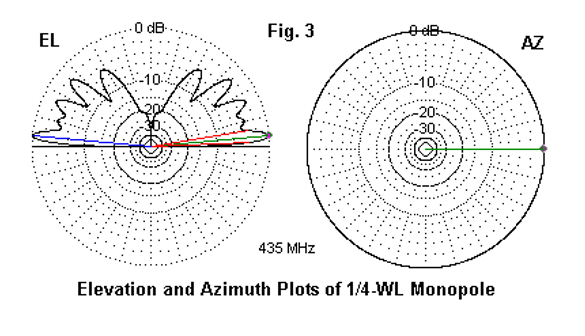 EL
0 dB
-10
-20
-30
Fig. 3
0 dB
-10
-20
-30
AZ
435 MHz
Elevation and Azimuth Plots of 1/4-WL Monopole